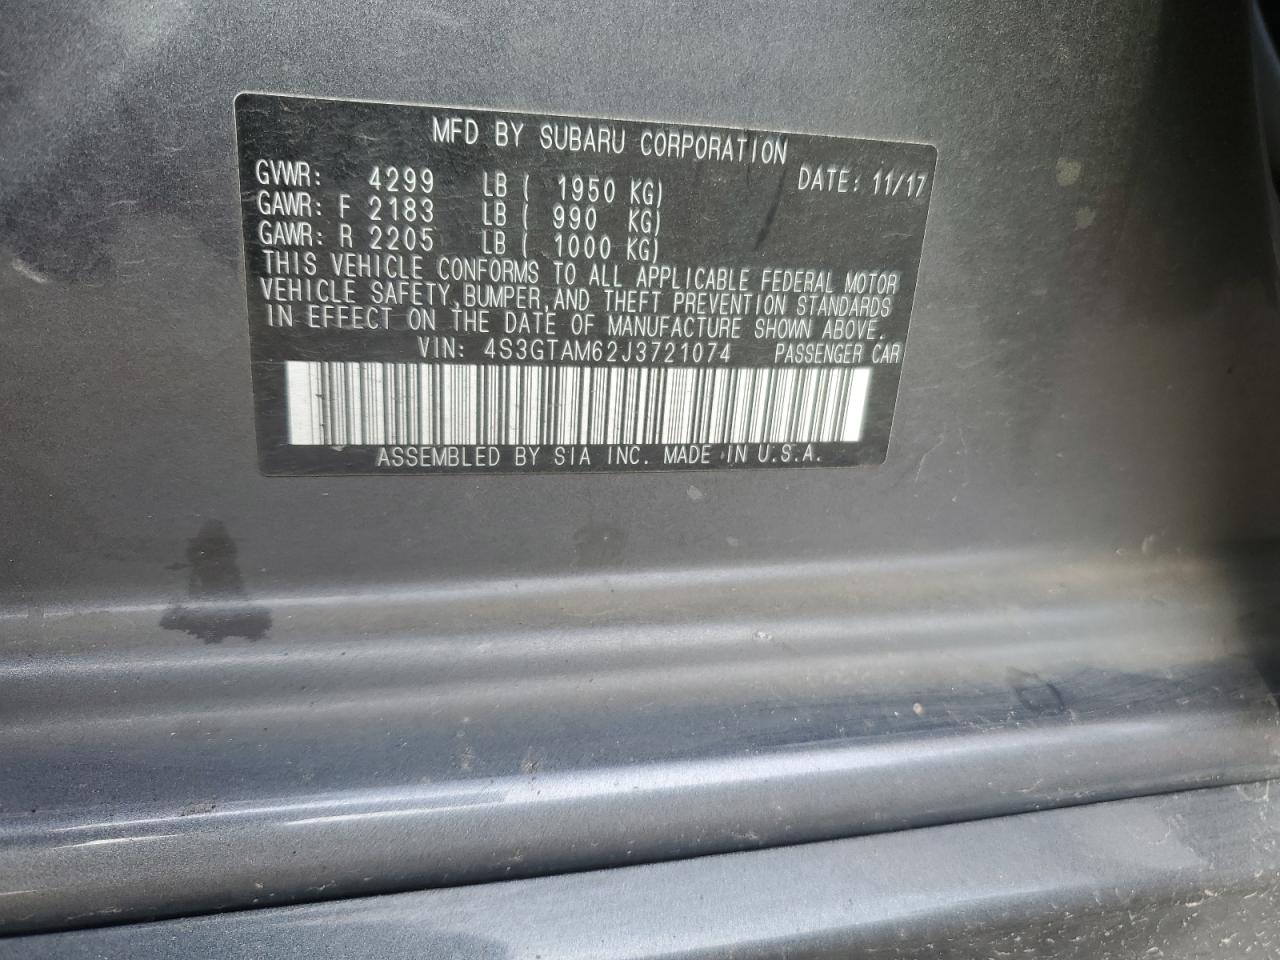 MFD BY SUBARU CORPORATION
GVWR: 4299 LB ( 1950 KG) DATE: 11/17
GAWR: F 2183 LB ( 990 KG)
GAWR: R 2205 LB ( 1000 KG)
THIS VEHICLE CONFORMS TO ALL APPLICABLE FEDERAL MOTOR
VEHICLE SAFETY,BUMPER,AND THEFT PREVENTION STANDARDS
IN EFFECT ON THE DATE OF MANUFACTURE SHOWN ABOVE.
VIN: 4S3GTAM62J3721074 PASSENGER CAR
ASSEMBLED BY SIA INC. MADE IN U.S.A.